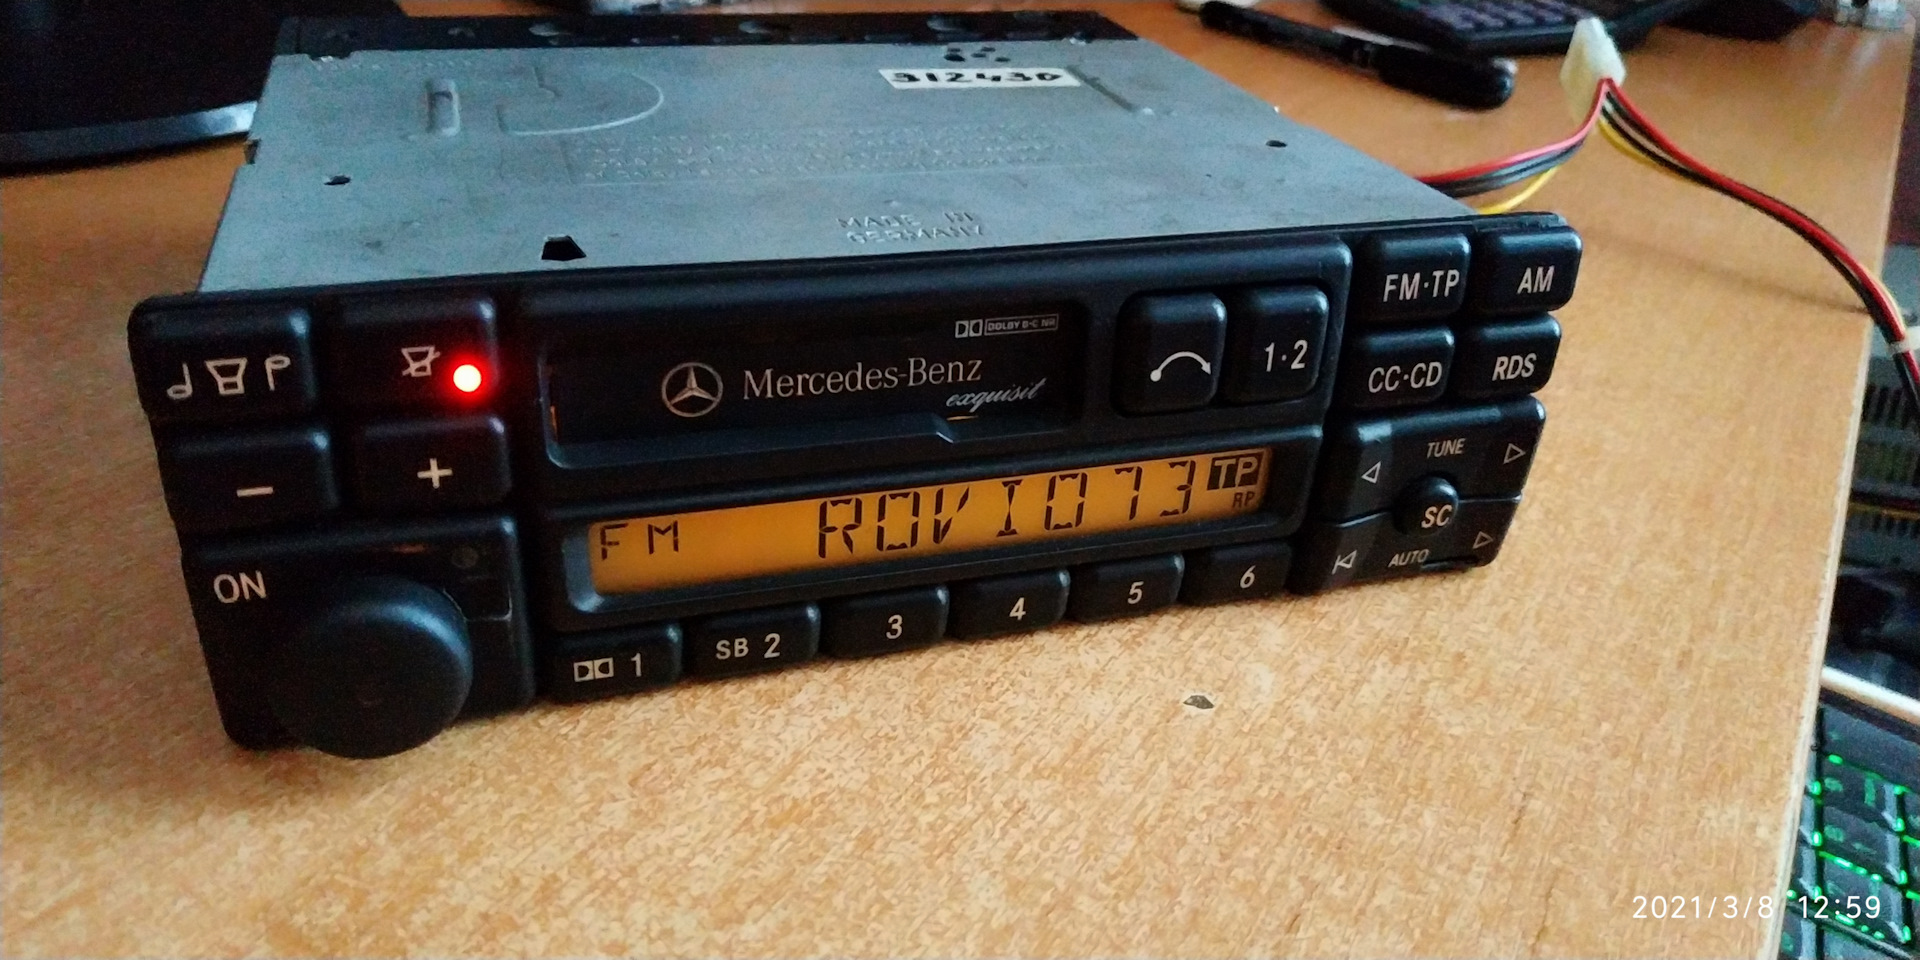 312430
MADE IN
GERMANY
DOLBY B-C NR
Mercedes-Benz
exquisit
1·2
FM·TP
AM
CC·CD
RDS
- +
FM ROVIO73 TP
RP
TUNE
SC
AUTO
ON
1
SB 2
3
4
5
6
2021/3/8 12:59